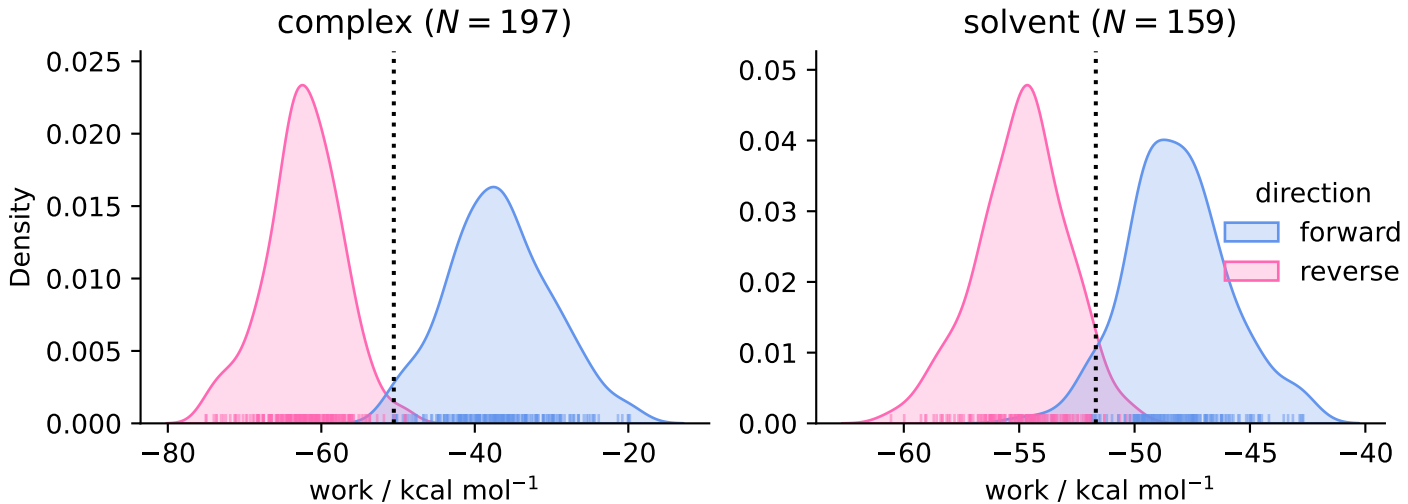 complex (N = 197)
0.025
0.020
0.015
0.010
0.005
0.000
Density
−80
−60
−40
−20
work / kcal mol⁻¹
solvent (N = 159)
0.05
0.04
0.03
0.02
0.01
0.00
−60
−55
−50
−45
−40
work / kcal mol⁻¹
direction
forward
reverse